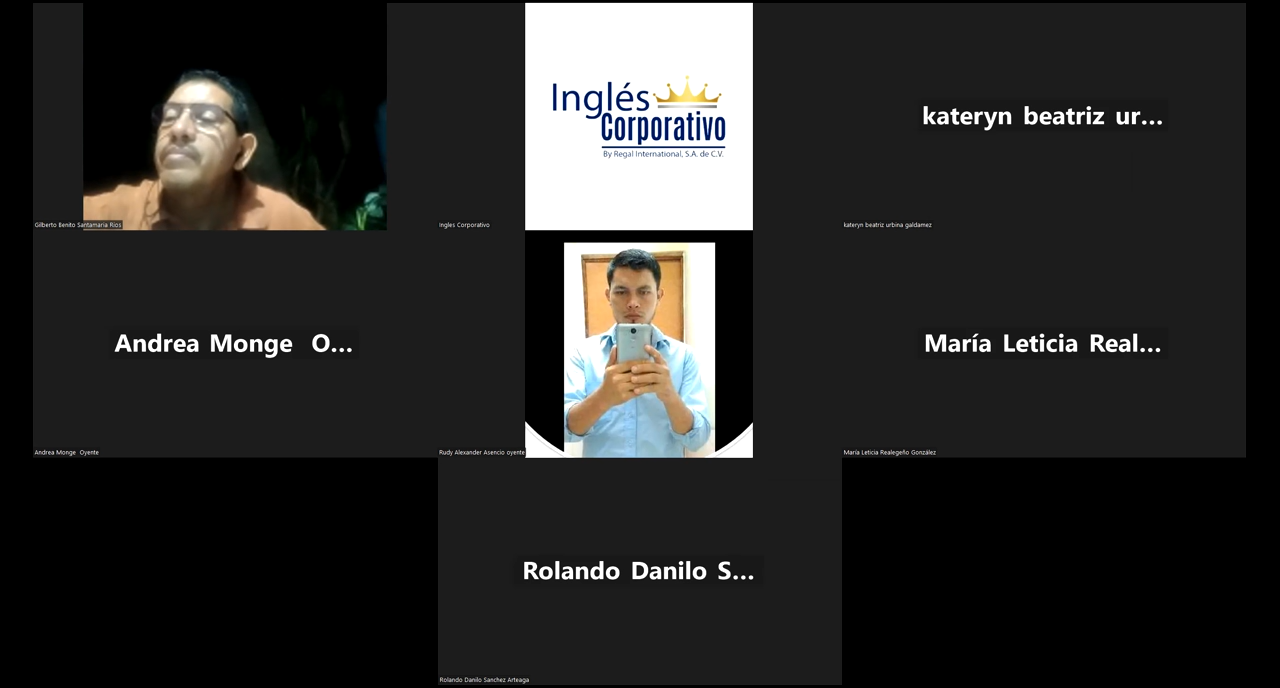 Gilberto Benito Santamaria Rios
Inglés
Corporativo
By Regal International, S.A. de C.V.
Ingles Corporativo
kateryn beatriz ur...
kateryn beatriz urbina galdamez
Andrea Monge O...
Andrea Monge Oyente
Rudy Alexander Asencio oyente
María Leticia Real...
María Leticia Realegeño González
Rolando Danilo S...
Rolando Danilo Sanchez Arteaga